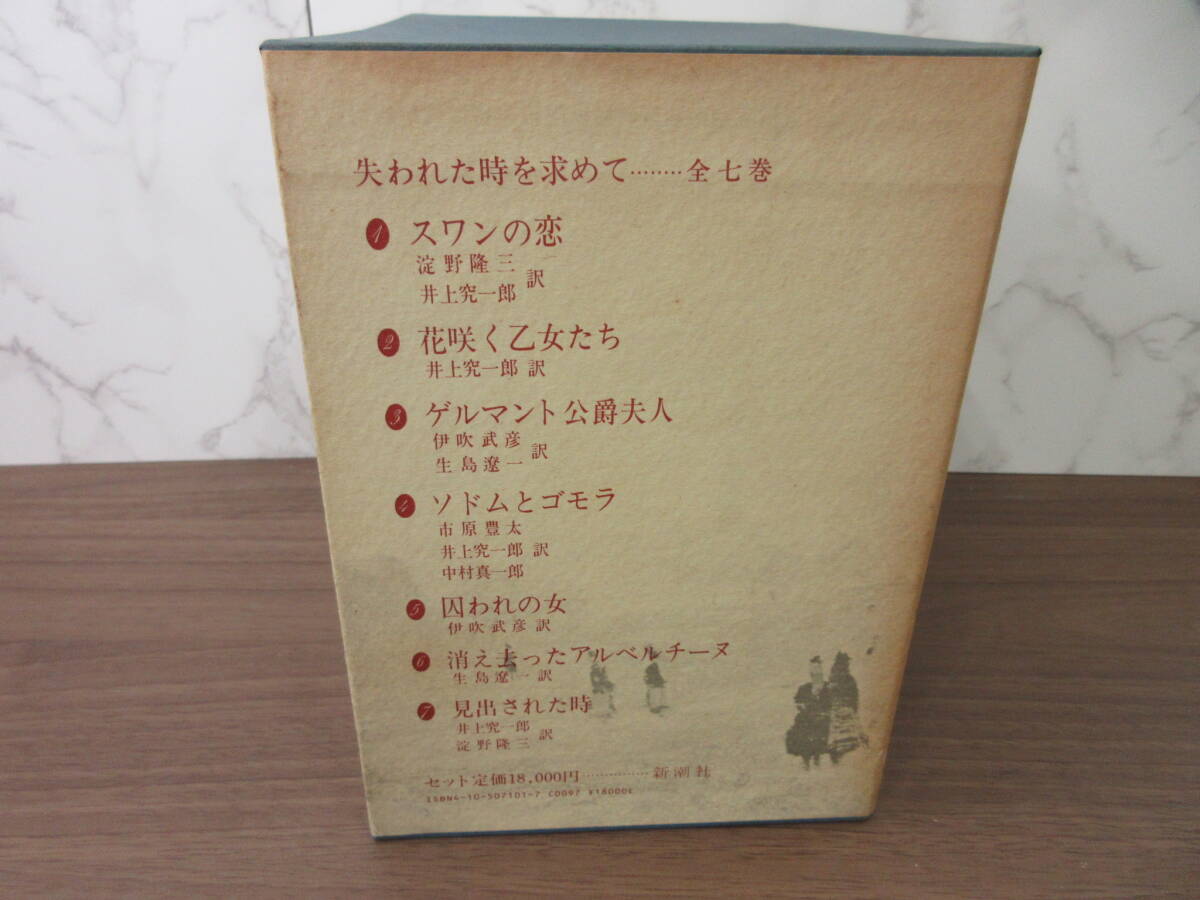 失われた時を求めて………全七巻
1 スワンの恋
淀野隆三
井上究一郎 訳
2 花咲く乙女たち
井上究一郎 訳
3 ゲルマント公爵夫人
伊吹武彦
生島遼一 訳
4 ソドムとゴモラ
市原豊太
井上究一郎 訳
中村真一郎
5 囚われの女
伊吹武彦 訳
6 消え去ったアルベルチーヌ
生島遼一 訳
7 見出された時
井上究一郎
淀野隆三 訳
セット定価18,000円……………新潮社
ISBN4-10-507101-7 C0097 ¥18000E